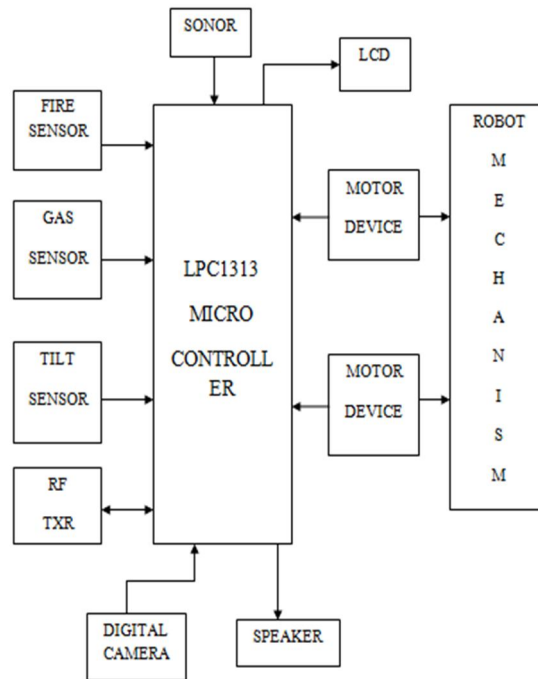 SONOR
LCD
FIRE
SENSOR
GAS
SENSOR
TILT
SENSOR
RF
TXR
LPC1313
MICRO
CONTROLL
ER
MOTOR
DEVICE
MOTOR
DEVICE
ROBOT
M
E
C
H
A
N
I
S
M
DIGITAL
CAMERA
SPEAKER